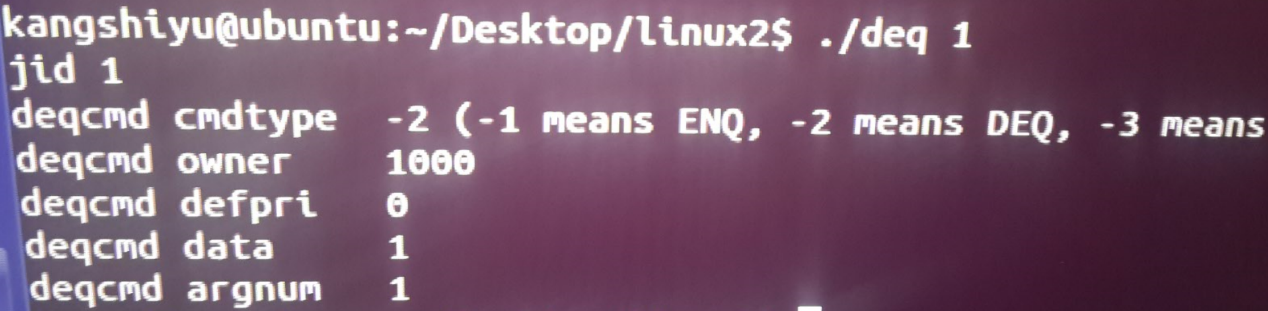 kangshiyu@ubuntu:~/Desktop/linux2$ ./deq 1
jid 1
deqcmd cmdtype -2 (-1 means ENQ, -2 means DEQ, -3 means
deqcmd owner 1000
deqcmd defpri 0
deqcmd data 1
deqcmd argnum 1